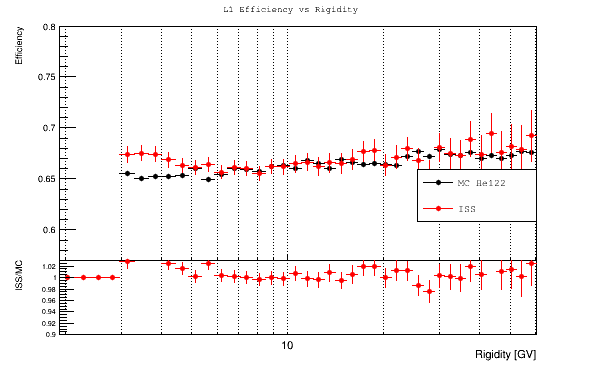 L1 Efficiency vs Rigidity
Efficiency
0.8
0.75
0.7
0.65
0.6
MC He122
ISS
ISS/MC
1.02
1
0.98
0.96
0.94
0.92
0.9
10
Rigidity [GV]